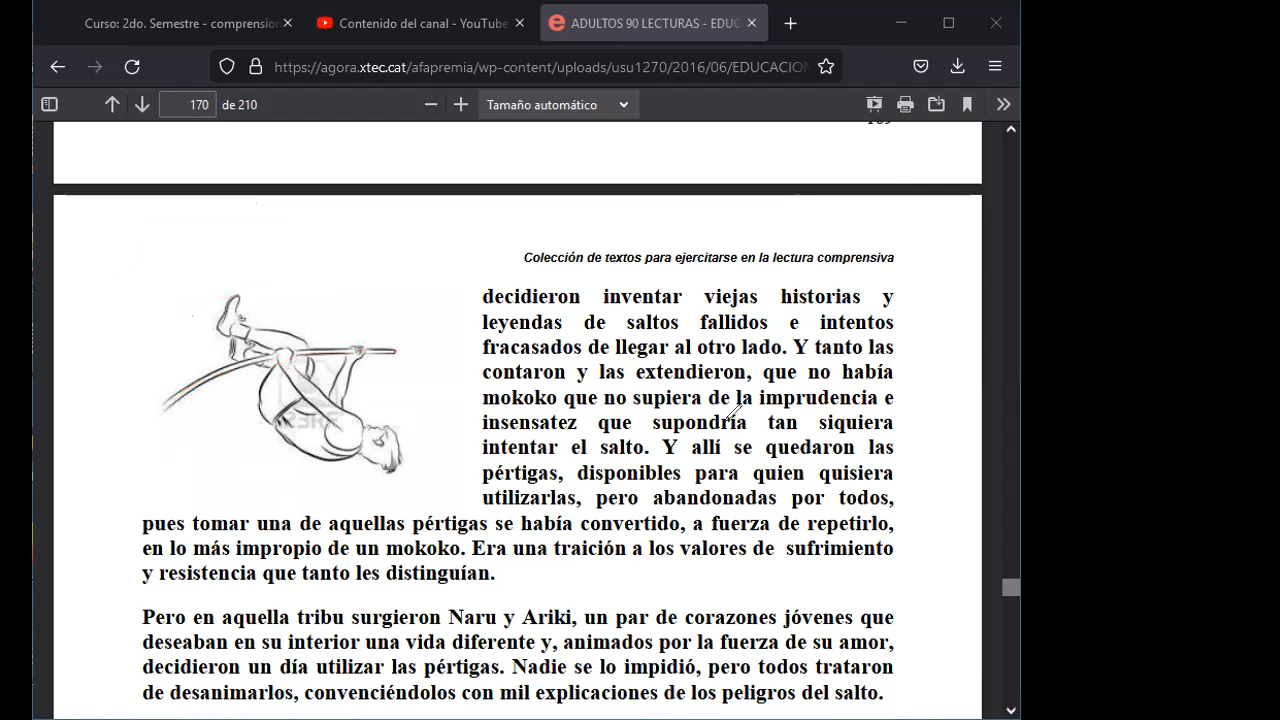 Curso: 2do. Semestre - comprension
Contenido del canal - YouTube
ADULTOS 90 LECTURAS - EDUC
https://agora.xtec.cat/afapremia/wp-content/uploads/usu1270/2016/06/EDUCACION
170 de 210
Tamaño automático
Colección de textos para ejercitarse en la lectura comprensiva
decidieron inventar viejas historias y
leyendas de saltos fallidos e intentos
fracasados de llegar al otro lado. Y tanto las
contaron y las extendieron, que no había
mokoko que no supiera de la imprudencia e
insensatez que supondría tan siquiera
intentar el salto. Y allí se quedaron las
pértigas, disponibles para quien quisiera
utilizarlas, pero abandonadas por todos,
pues tomar una de aquellas pértigas se había convertido, a fuerza de repetirlo,
en lo más impropio de un mokoko. Era una traición a los valores de sufrimiento
y resistencia que tanto les distinguían.
Pero en aquella tribu surgieron Naru y Ariki, un par de corazones jóvenes que
deseaban en su interior una vida diferente y, animados por la fuerza de su amor,
decidieron un día utilizar las pértigas. Nadie se lo impidió, pero todos trataron
de desanimarlos, convenciéndolos con mil explicaciones de los peligros del salto.